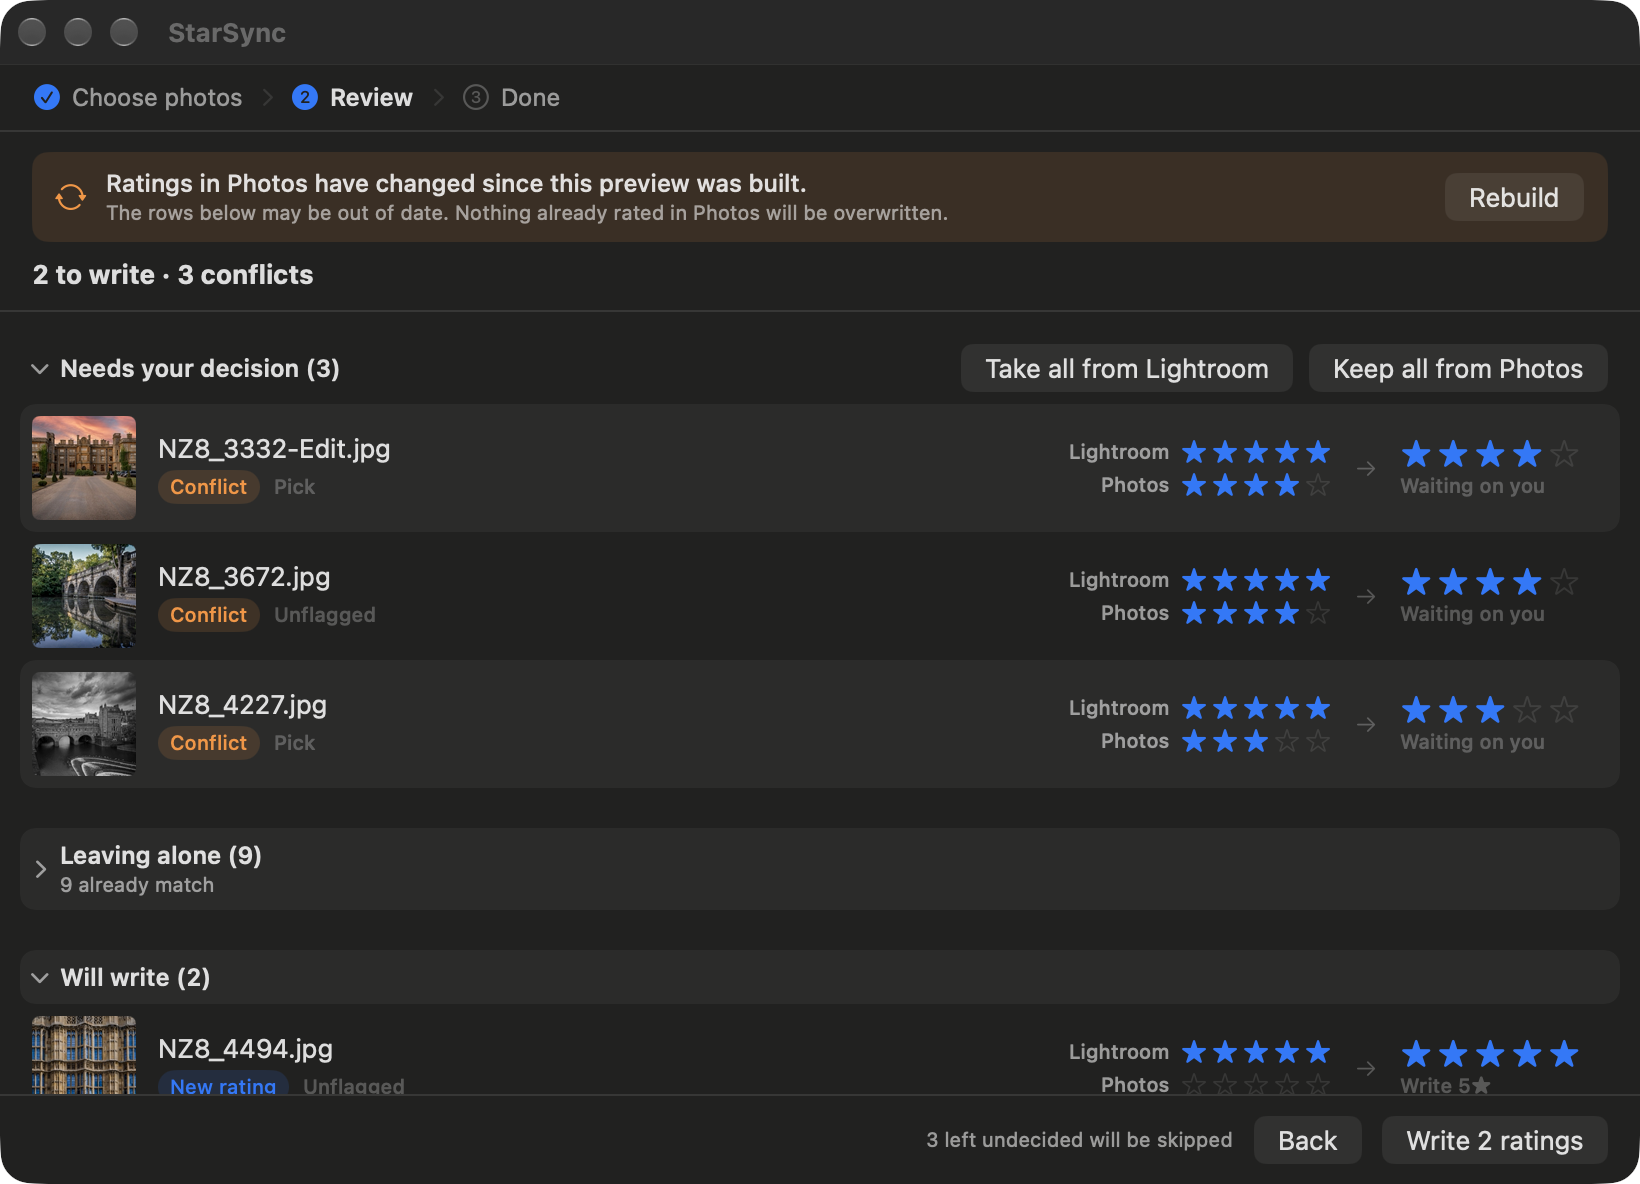 StarSync
Choose photos
2 Review
3 Done
Ratings in Photos have changed since this preview was built.
The rows below may be out of date. Nothing already rated in Photos will be overwritten.
Rebuild
2 to write · 3 conflicts
Needs your decision (3)
Take all from Lightroom
Keep all from Photos
NZ8_3332-Edit.jpg
Conflict Pick
Lightroom
Photos
Waiting on you
NZ8_3672.jpg
Conflict Unflagged
Lightroom
Photos
Waiting on you
NZ8_4227.jpg
Conflict Pick
Lightroom
Photos
Waiting on you
Leaving alone (9)
9 already match
Will write (2)
NZ8_4494.jpg
New rating Unflagged
Lightroom
Photos
Write 5★
3 left undecided will be skipped
Back
Write 2 ratings